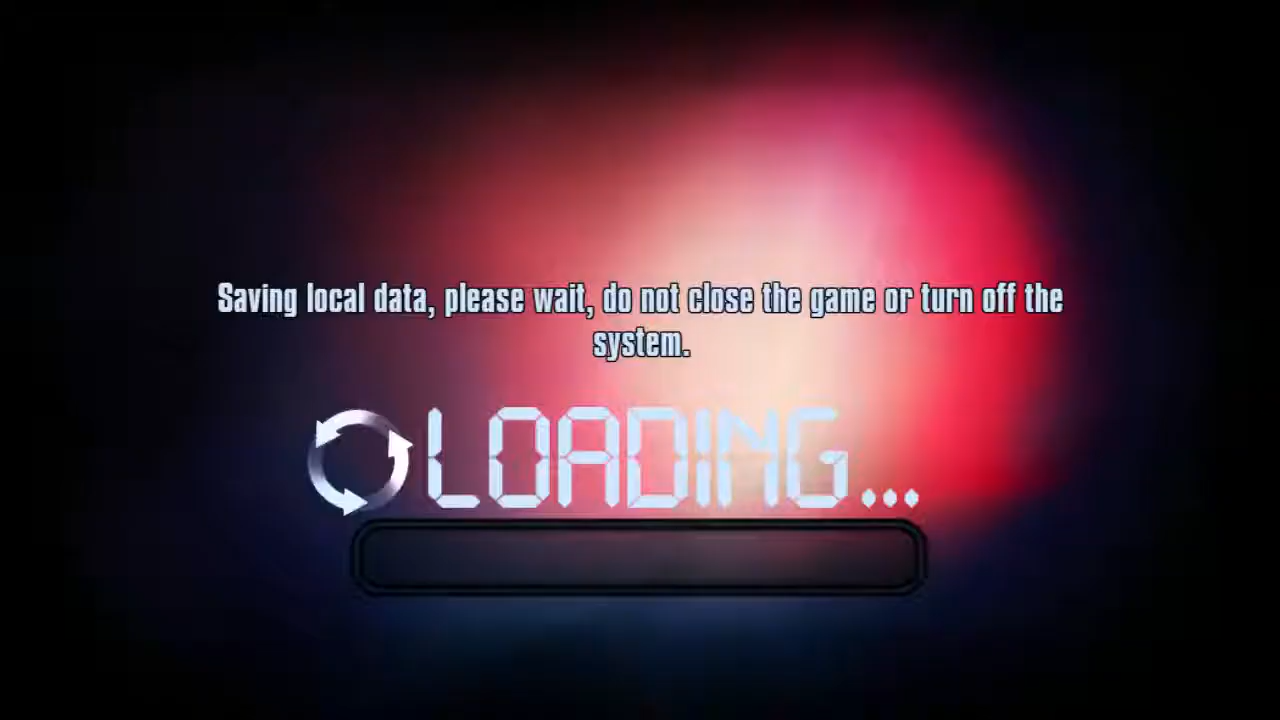 Saving local data, please wait, do not close the game or turn off the
system.
LOADING...